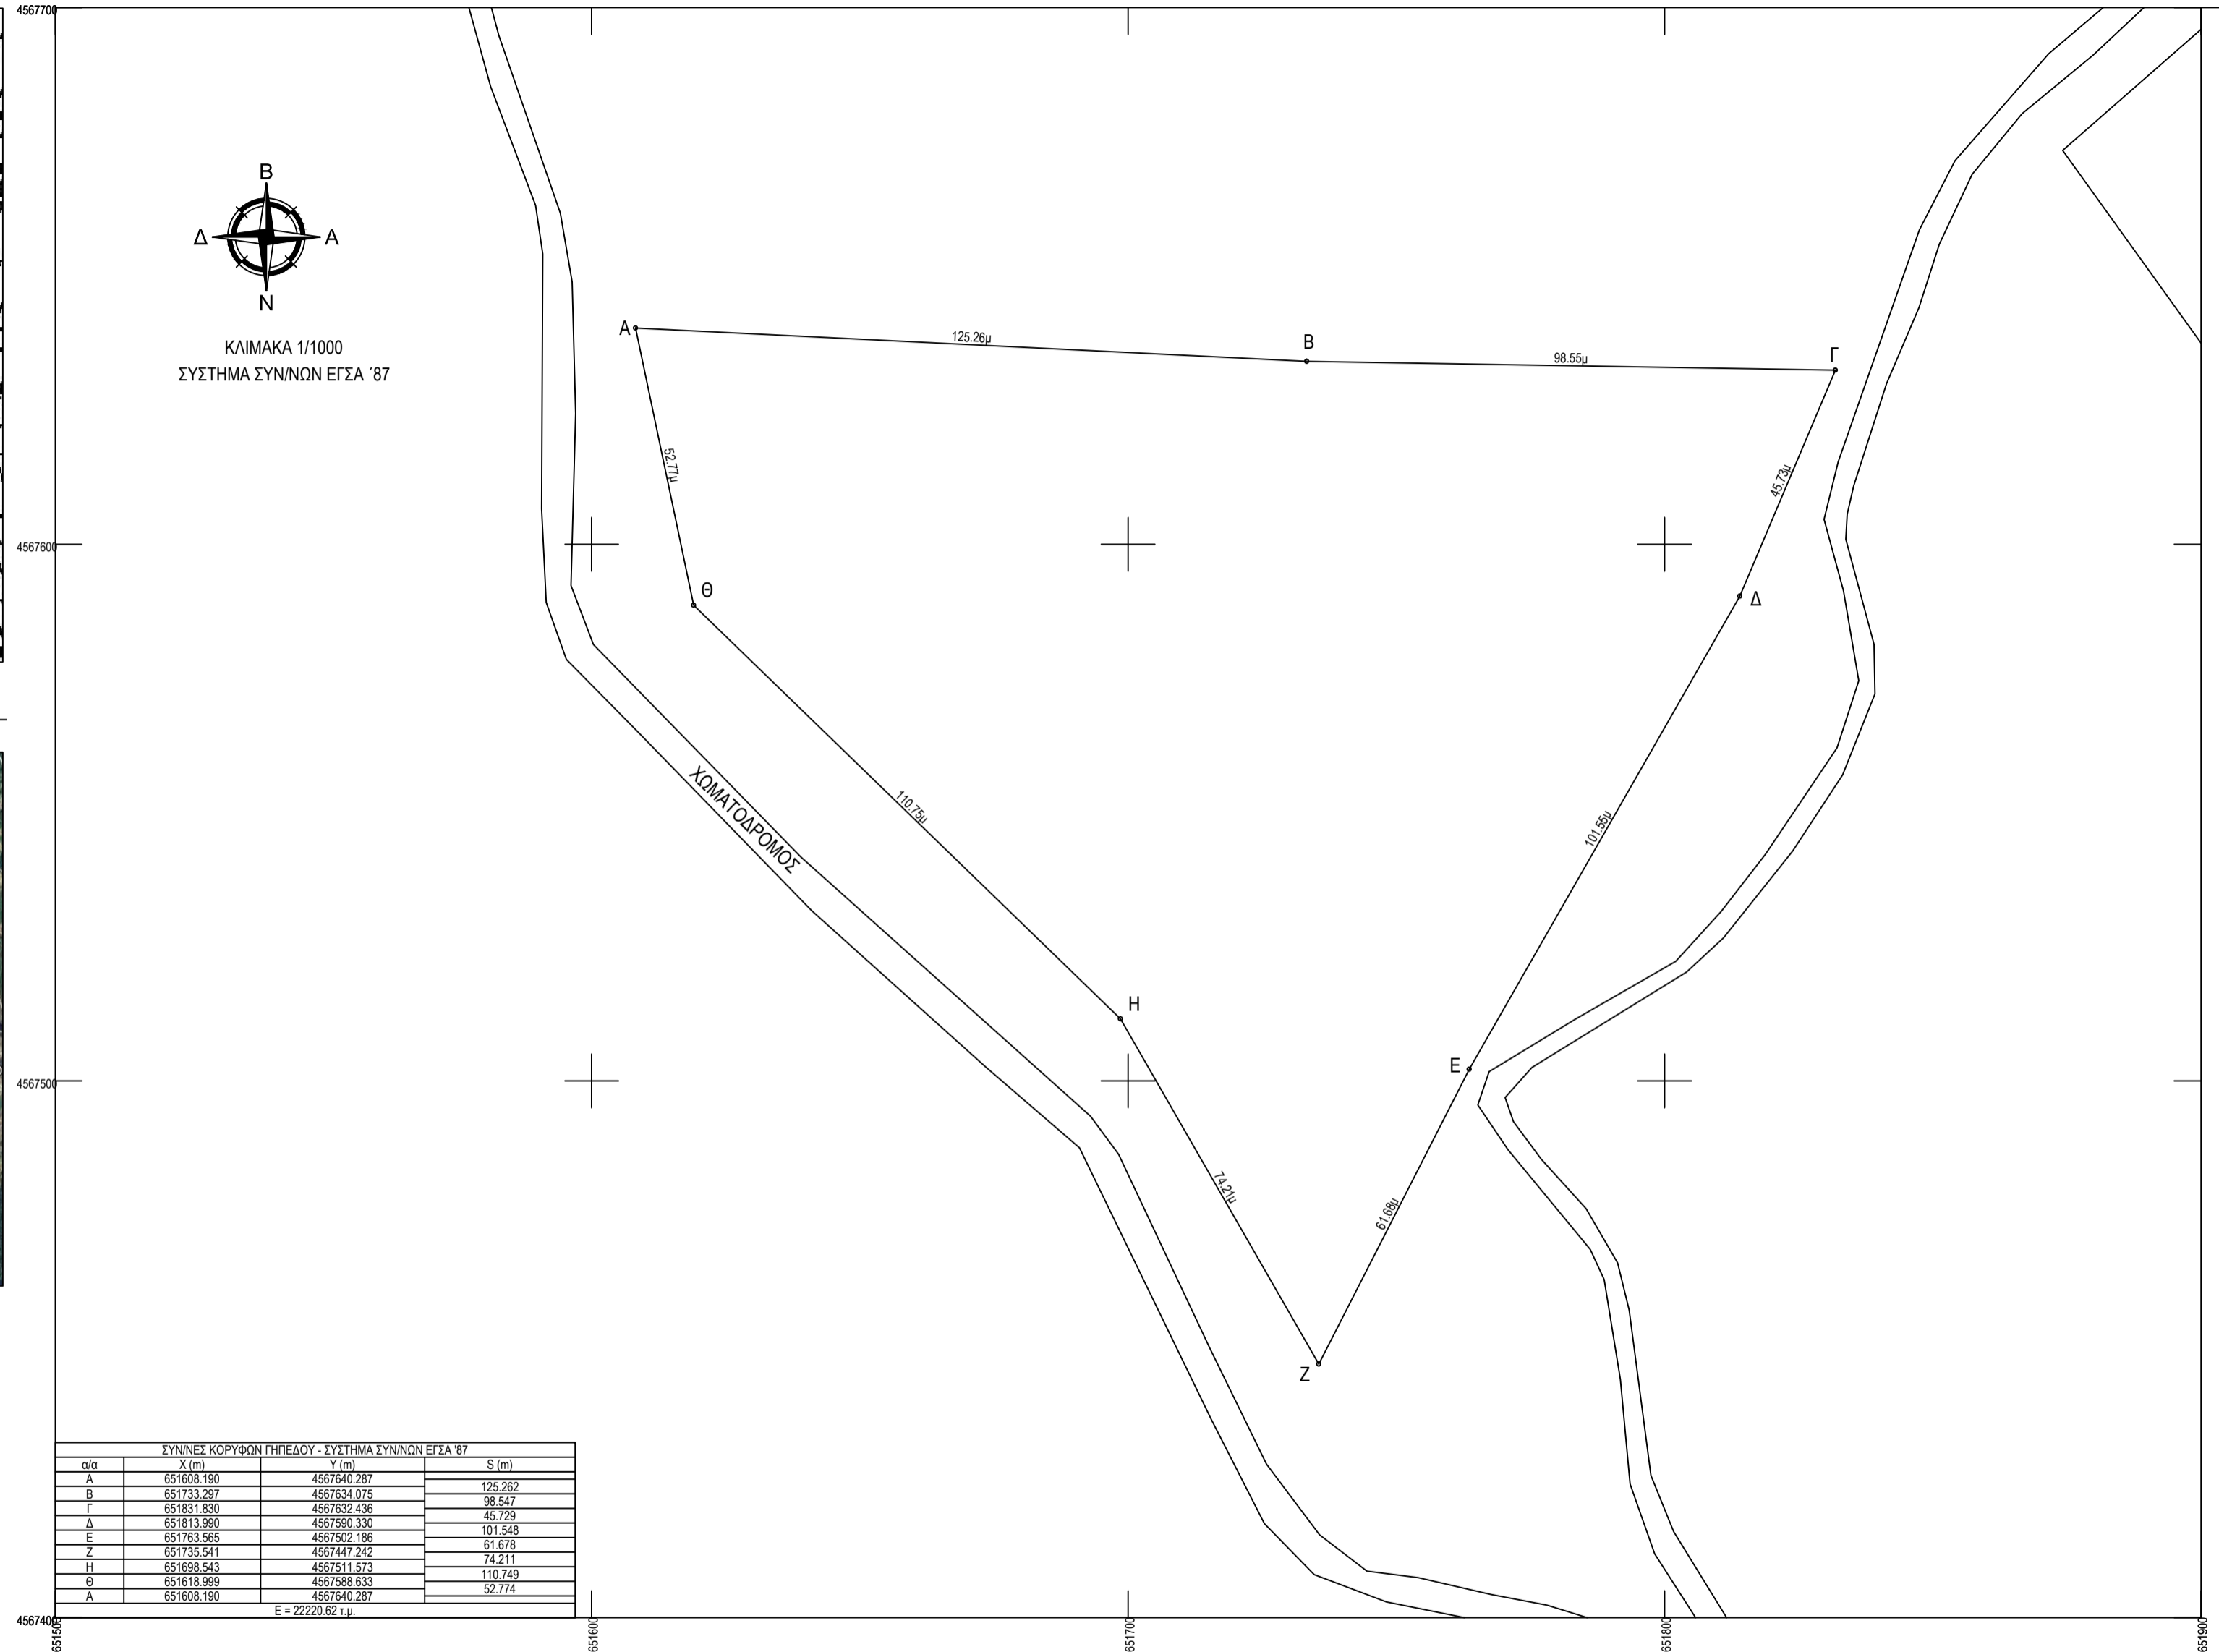 4567700
Β
Δ
Α
Ν
ΚΛΙΜΑΚΑ 1/1000
ΣΥΣΤΗΜΑ ΣΥΝ/ΝΩΝ ΕΓΣΑ ΄87
Α
125.26μ
Β
98.55μ
Γ
52.77μ
45.73μ
4567600
Θ
Δ
ΧΩΜΑΤΟΔΡΟΜΟΣ
110.75μ
101.55μ
Η
Ε
4567500
74.21μ
61.68μ
Ζ
ΣΥΝ/ΝΕΣ ΚΟΡΥΦΩΝ ΓΗΠΕΔΟΥ - ΣΥΣΤΗΜΑ ΣΥΝ/ΝΩΝ ΕΓΣΑ '87
α/α X (m) Y (m) S (m)
Α 651608.190 4567640.287
125.262
Β 651733.297 4567634.075
98.547
Γ 651831.830 4567632.436
45.729
Δ 651813.990 4567590.330
101.548
Ε 651763.565 4567502.186
61.678
Ζ 651735.541 4567447.242
74.211
Η 651698.543 4567511.573
110.749
Θ 651618.999 4567588.633
52.774
Α 651608.190 4567640.287
Ε = 22220.62 τ.μ.
4567400
651500
651600
651700
651800
651900